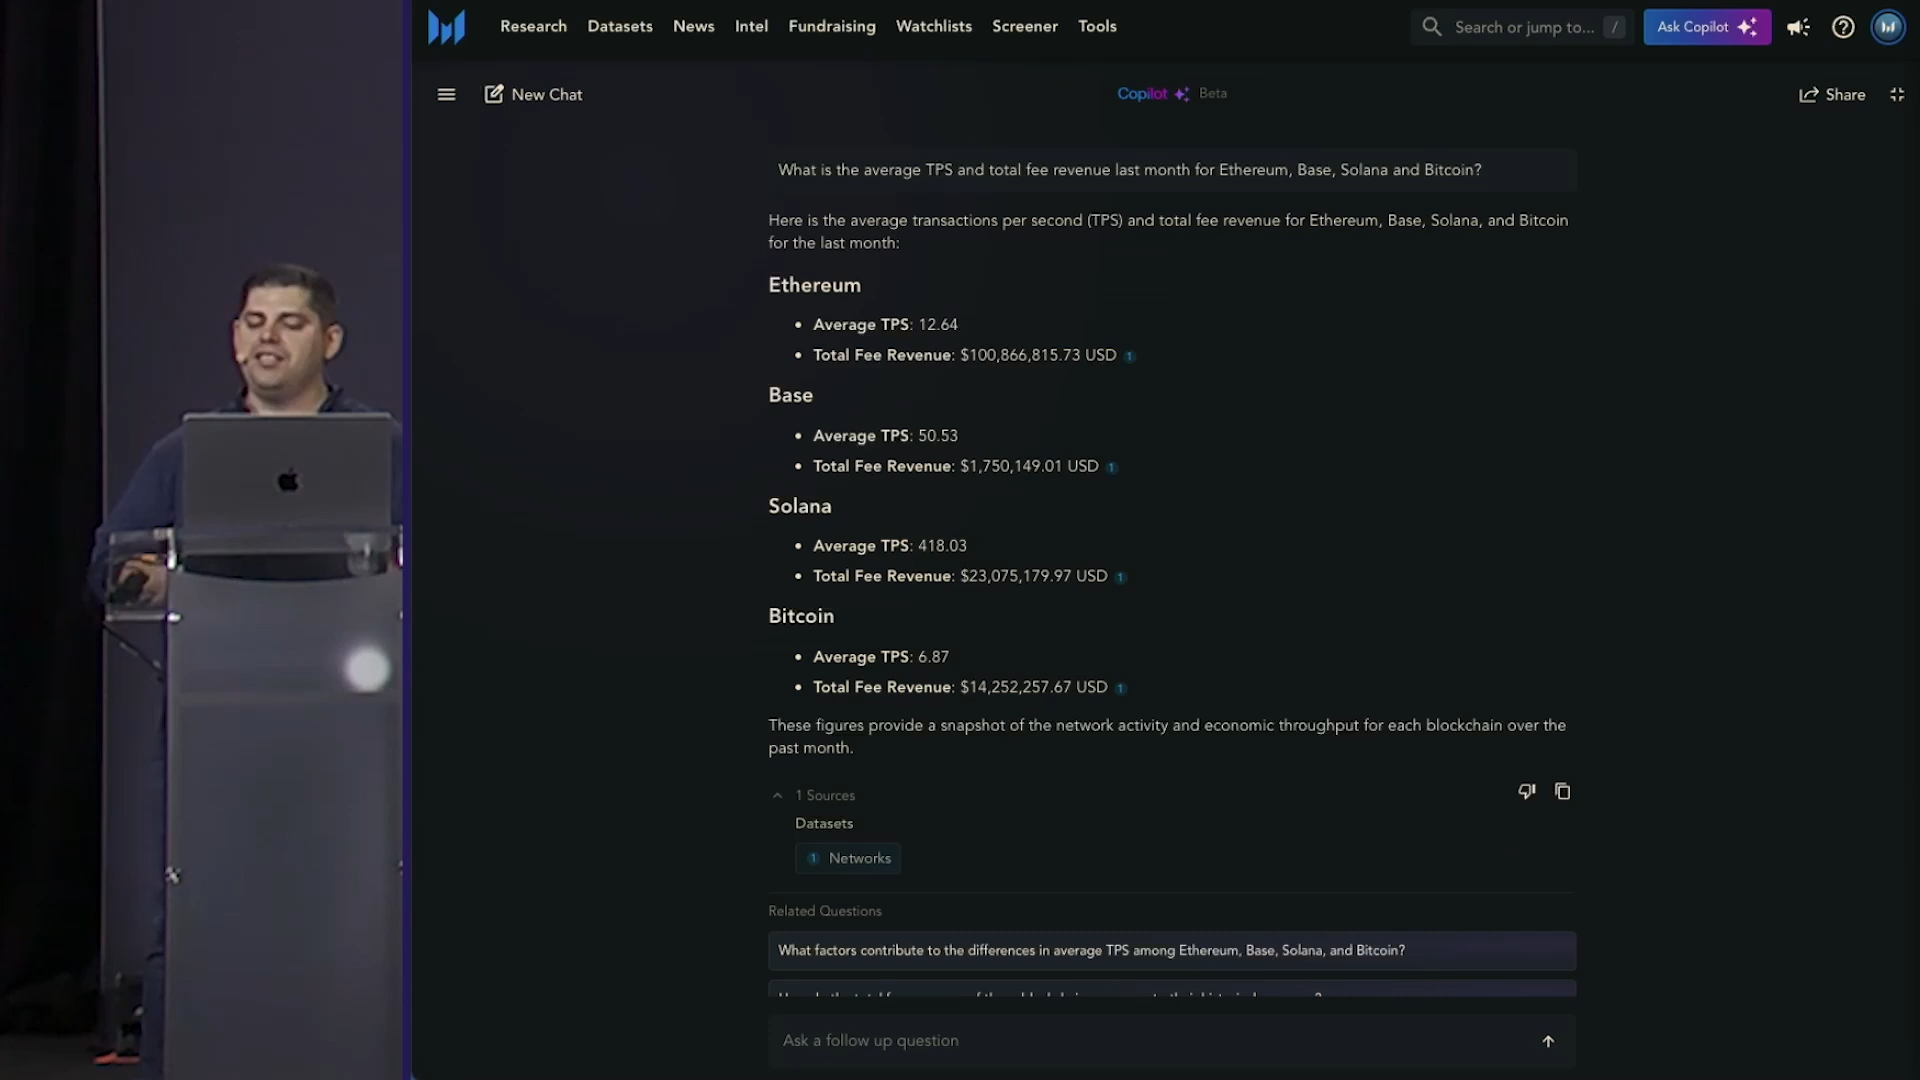 Research Datasets News Intel Fundraising Watchlists Screener Tools
Search or jump to... /
Ask Copilot
New Chat
Copilot Beta
Share
What is the average TPS and total fee revenue last month for Ethereum, Base, Solana and Bitcoin?
Here is the average transactions per second (TPS) and total fee revenue for Ethereum, Base, Solana, and Bitcoin
for the last month:
Ethereum
• Average TPS: 12.64
• Total Fee Revenue: $100,866,815.73 USD 1
Base
• Average TPS: 50.53
• Total Fee Revenue: $1,750,149.01 USD 1
Solana
• Average TPS: 418.03
• Total Fee Revenue: $23,075,179.97 USD 1
Bitcoin
• Average TPS: 6.87
• Total Fee Revenue: $14,252,257.67 USD 1
These figures provide a snapshot of the network activity and economic throughput for each blockchain over the
past month.
1 Sources
Datasets
1 Networks
Related Questions
What factors contribute to the differences in average TPS among Ethereum, Base, Solana, and Bitcoin?
Ask a follow up question